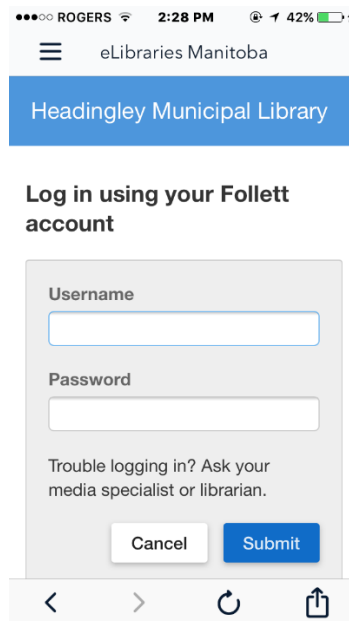 ROGERS 2:28 PM 42%
eLibraries Manitoba
Headingley Municipal Library
Log in using your Follett
account
Username
Password
Trouble logging in? Ask your
media specialist or librarian.
Cancel Submit